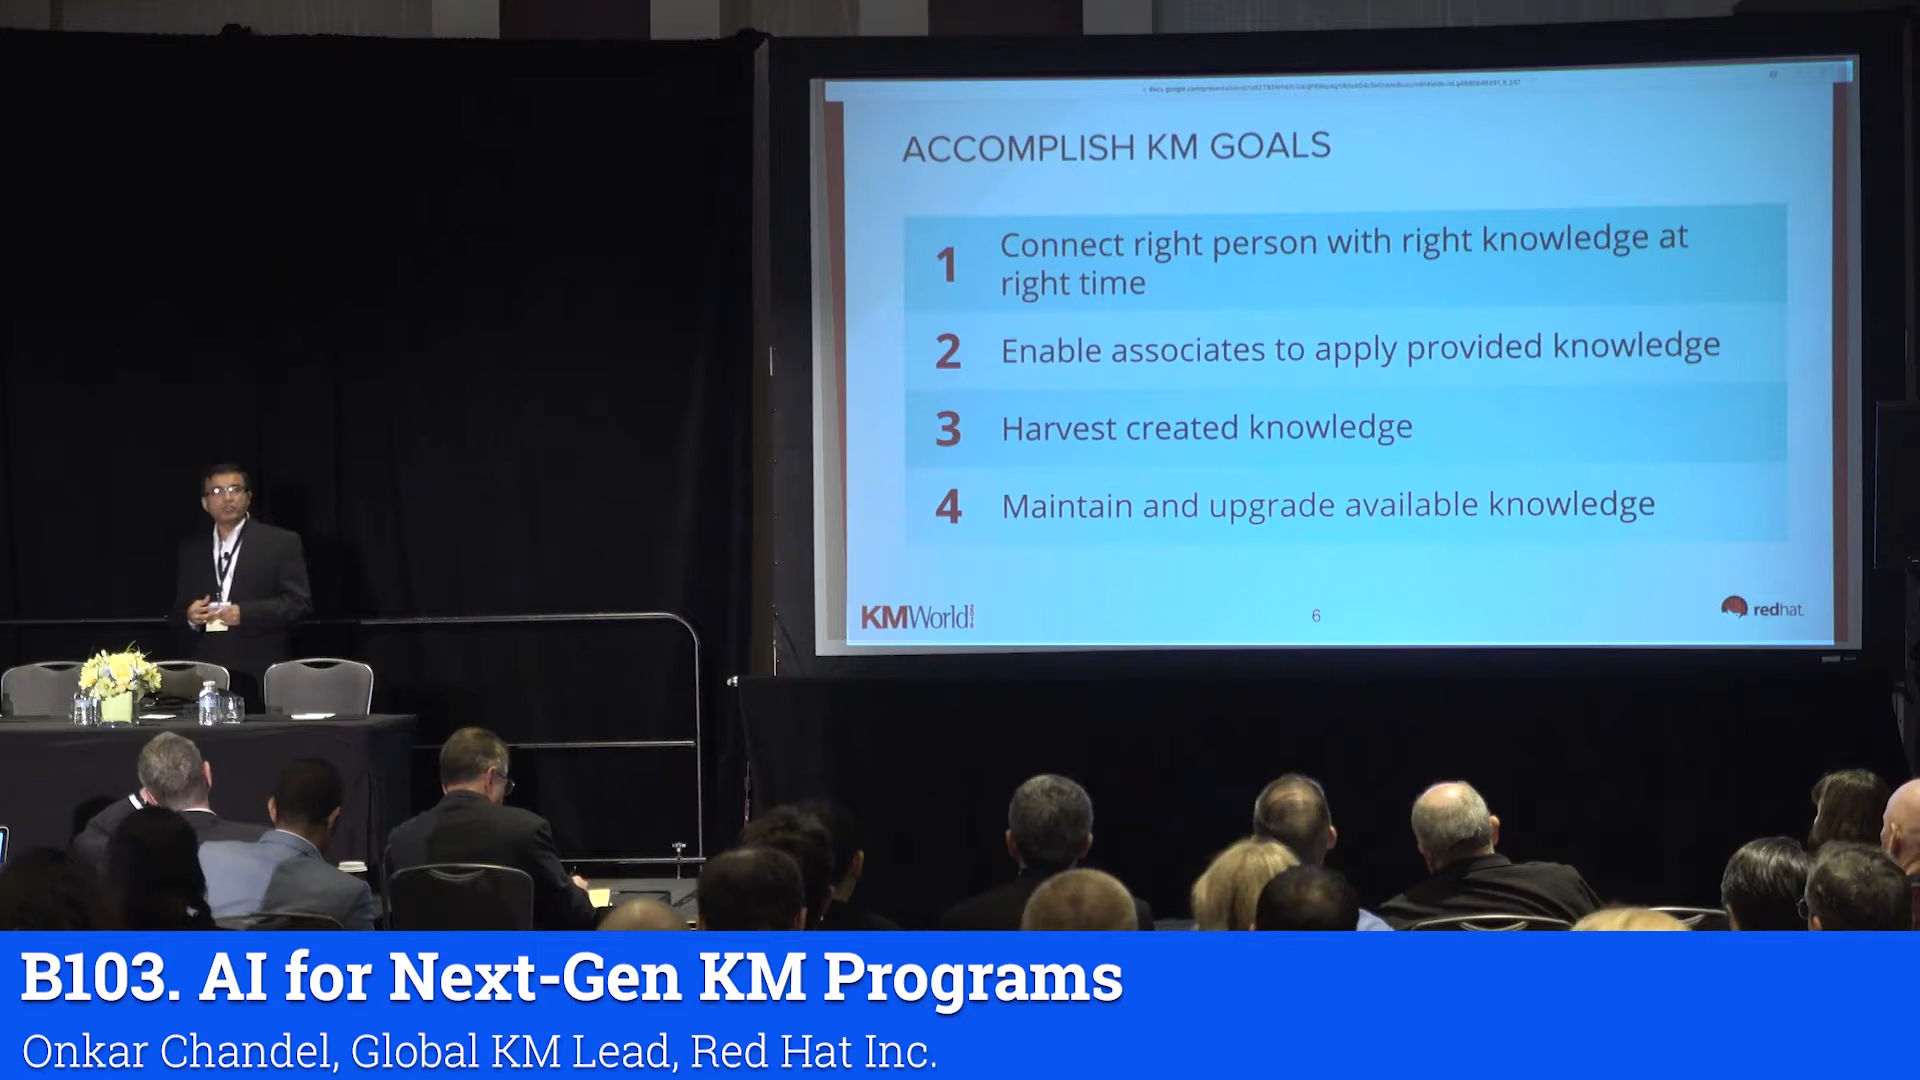 ACCOMPLISH KM GOALS
1 Connect right person with right knowledge at
right time
2 Enable associates to apply provided knowledge
3 Harvest created knowledge
4 Maintain and upgrade available knowledge
KMWorld
6
redhat
B103. AI for Next-Gen KM Programs
Onkar Chandel, Global KM Lead, Red Hat Inc.